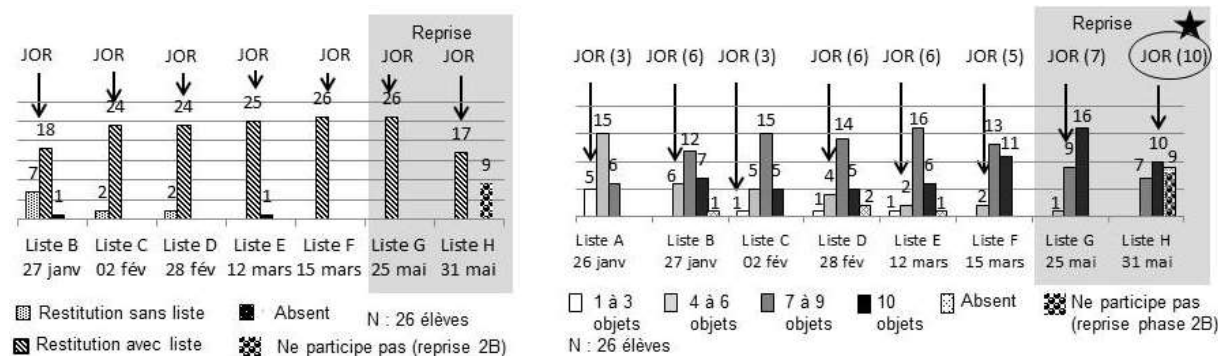 Reprise
JOR JOR JOR JOR JOR JOR JOR
18 24 24 25 26 26 17
7 1 2 2 1 9
Liste B Liste C Liste D Liste E Liste F Liste G Liste H
27 janv 02 fév 28 fév 12 mars 15 mars 25 mai 31 mai
Restitution sans liste Absent N : 26 élèves
Restitution avec liste Ne participe pas (reprise 2B)
Reprise
JOR (3) JOR (6) JOR (3) JOR (6) JOR (6) JOR (5) JOR (7) JOR (10)
5 15 6 6 12 7 1 1 5 15 5 1 4 14 5 2 1 2 16 6 1 2 13 11 1 9 16 7 10 9
Liste A Liste B Liste C Liste D Liste E Liste F Liste G Liste H
26 janv 27 janv 02 fév 28 fév 12 mars 15 mars 25 mai 31 mai
1 à 3 objets 4 à 6 objets 7 à 9 objets 10 objets Absent Ne participe pas (reprise phase 2B)
N : 26 élèves